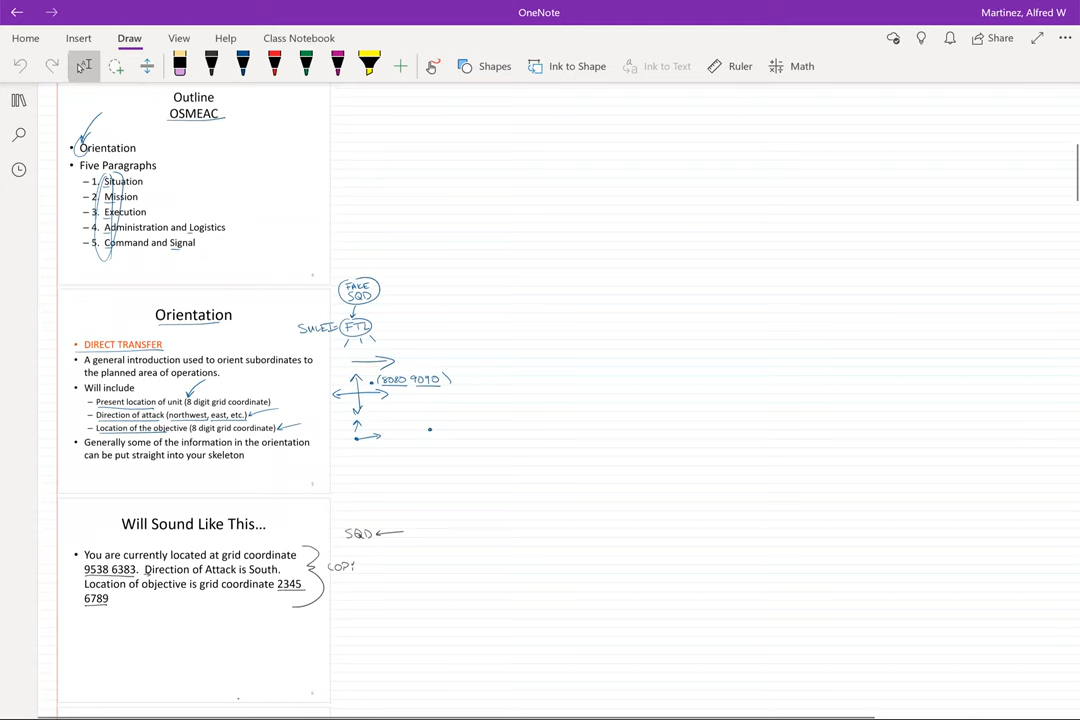 OneNote
Martinez, Alfred W
Home Insert Draw View Help Class Notebook
Share
Shapes Ink to Shape Ink to Text Ruler Math
Outline
OSMEAC
• Orientation
• Five Paragraphs
– 1. Situation
– 2. Mission
– 3. Execution
– 4. Administration and Logistics
– 5. Command and Signal
4
FAKE
SQD
Orientation
SMLEI= FTL
• DIRECT TRANSFER
• A general introduction used to orient subordinates to
the planned area of operations.
• Will include
(8080 9090)
– Present location of unit (8 digit grid coordinate)
– Direction of attack (northwest, east, etc.)
– Location of the objective (8 digit grid coordinate)
• Generally some of the information in the orientation
can be put straight into your skeleton
5
Will Sound Like This...
SQD
• You are currently located at grid coordinate
9538 6383. Direction of Attack is South.
COPY
Location of objective is grid coordinate 2345
6789
6